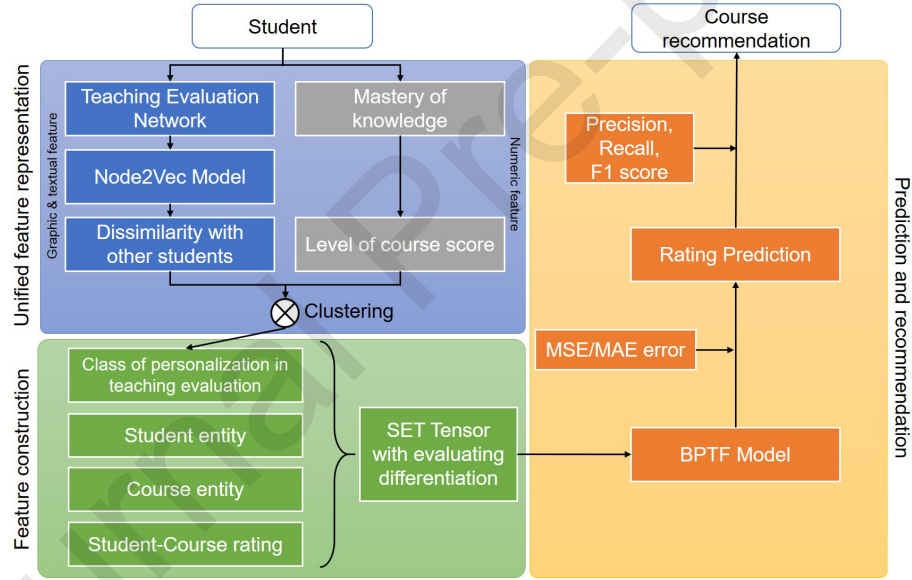 Student
Course
recommendation
Unified feature representation
Graphic & textual feature
Teaching Evaluation
Network
Node2Vec Model
Dissimilarity with
other students
Mastery of
knowledge
Level of course score
Numeric feature
Clustering
Feature construction
Class of personalization in
teaching evaluation
Student entity
Course entity
Student-Course rating
SET Tensor
with evaluating
differentiation
Precision,
Recall,
F1 score
Rating Prediction
MSE/MAE error
BPTF Model
Prediction and recommendation
urnal Pre-p